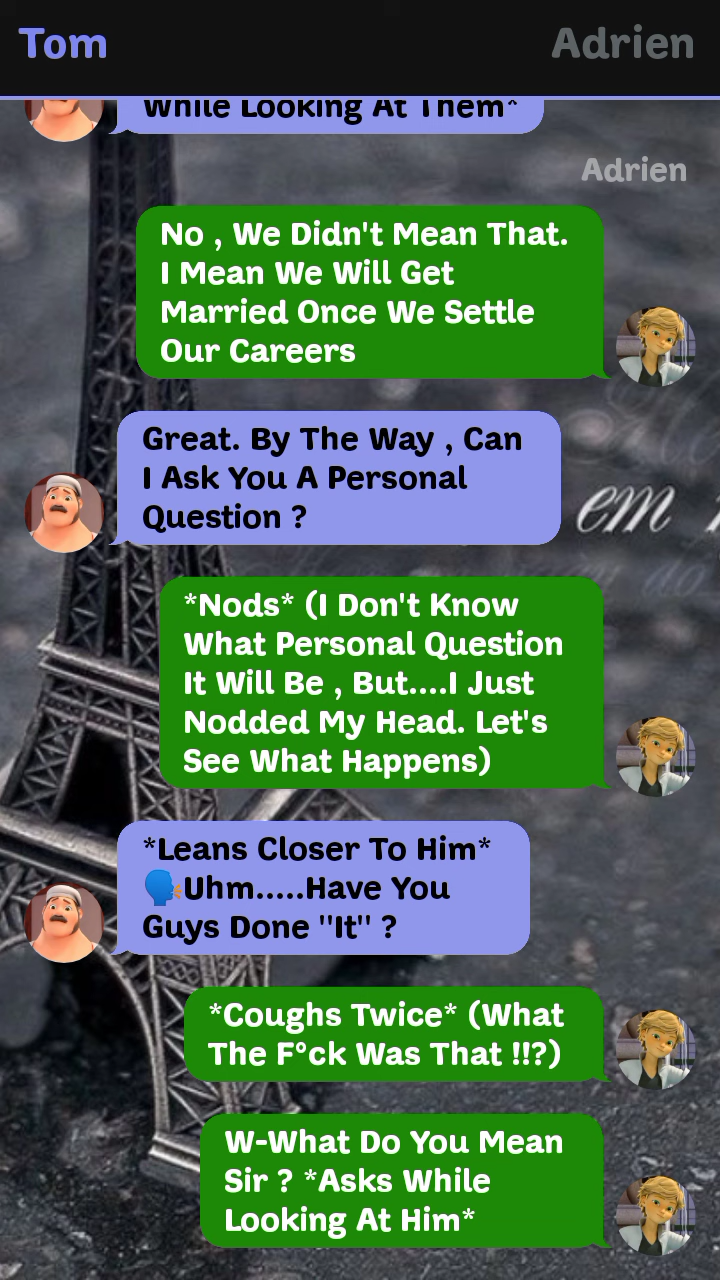 Tom
Adrien
While Looking At Them*
Adrien
No , We Didn't Mean That.
I Mean We Will Get
Married Once We Settle
Our Careers
Great. By The Way , Can
I Ask You A Personal
Question ?
em
*Nods* (I Don't Know
What Personal Question
It Will Be , But....I Just
Nodded My Head. Let's
See What Happens)
*Leans Closer To Him*
🗣Uhm.....Have You
Guys Done "It" ?
*Coughs Twice* (What
The F°ck Was That !!?)
W-What Do You Mean
Sir ? *Asks While
Looking At Him*